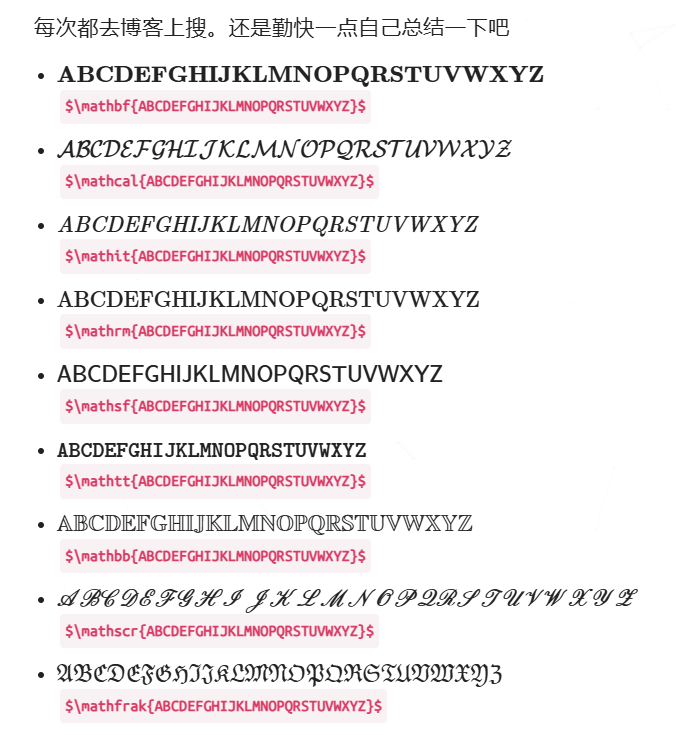 每次都去博客上搜。还是勤快一点自己总结一下吧
ABCDEFGHIJKLMNOPQRSTUVWXYZ
$\mathbf{ABCDEFGHIJKLMNOPQRSTUVWXYZ}$
ABCDEFGHIJKLMNOPQRSTUVWXYZ
$\mathcal{ABCDEFGHIJKLMNOPQRSTUVWXYZ}$
ABCDEFGHIJKLMNOPQRSTUVWXYZ
$\mathit{ABCDEFGHIJKLMNOPQRSTUVWXYZ}$
ABCDEFGHIJKLMNOPQRSTUVWXYZ
$\mathrm{ABCDEFGHIJKLMNOPQRSTUVWXYZ}$
ABCDEFGHIJKLMNOPQRSTUVWXYZ
$\mathsf{ABCDEFGHIJKLMNOPQRSTUVWXYZ}$
ABCDEFGHIJKLMNOPQRSTUVWXYZ
$\mathtt{ABCDEFGHIJKLMNOPQRSTUVWXYZ}$
ABCDEFGHIJKLMNOPQRSTUVWXYZ
$\mathbb{ABCDEFGHIJKLMNOPQRSTUVWXYZ}$
ABCDEFGHIJKLMNOPQRSTUVWXYZ
$\mathscr{ABCDEFGHIJKLMNOPQRSTUVWXYZ}$
ABCDEFGHIJKLMNOPQRSTUVWXYZ
$\mathfrak{ABCDEFGHIJKLMNOPQRSTUVWXYZ}$